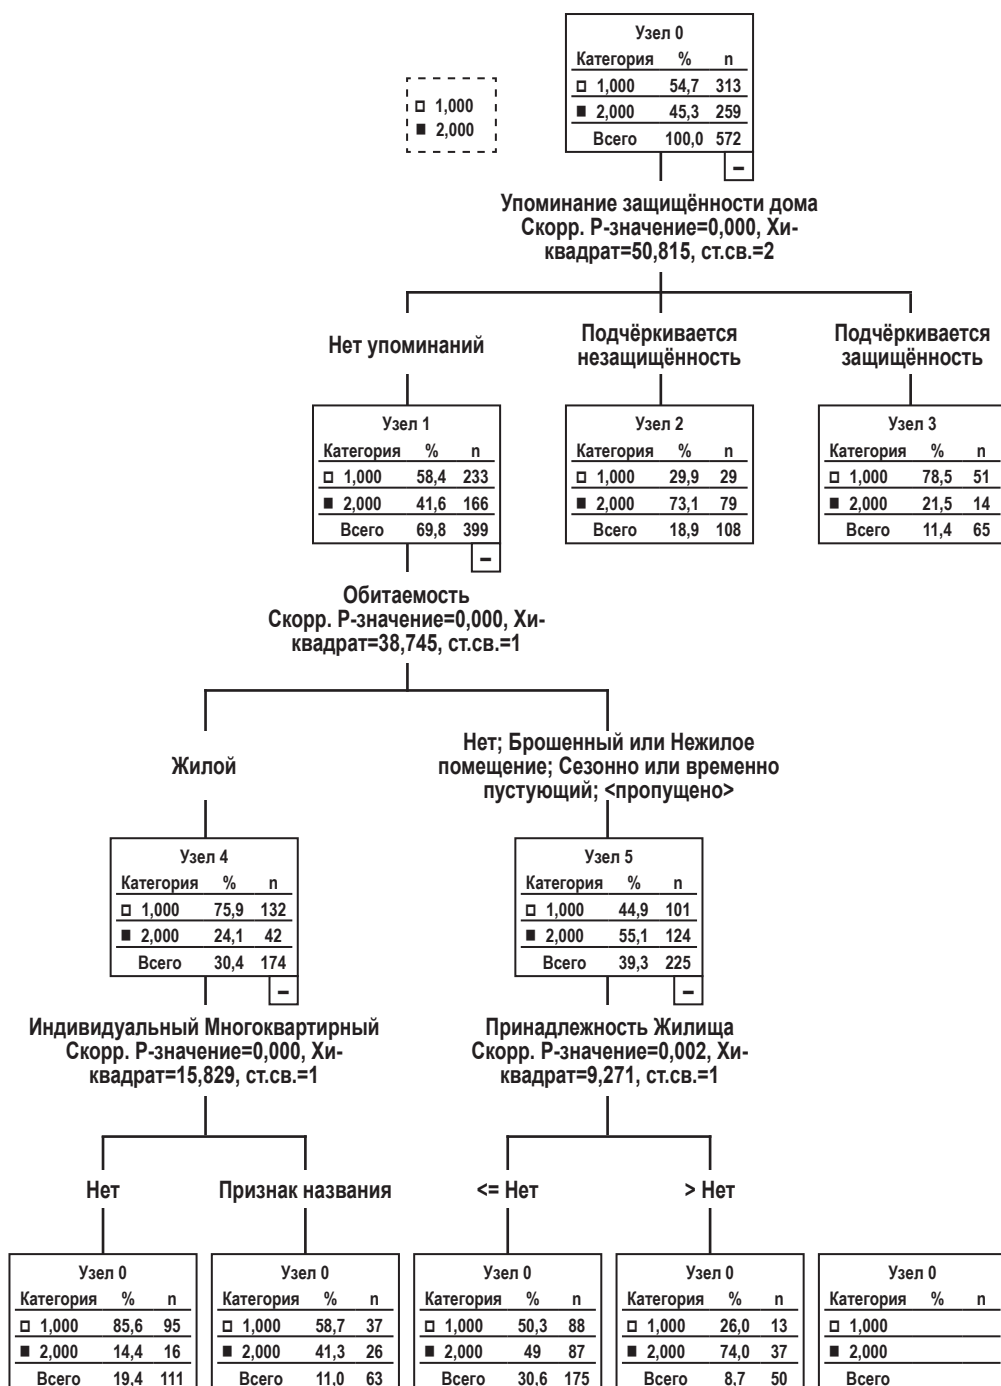 Узел 0
Категория % n
1,000 54,7 313
2,000 45,3 259
Всего 100,0 572
1,000
2,000
–
Упоминание защищённости дома
Скорр. P-значение=0,000, Хи-
квадрат=50,815, ст.св.=2
Нет упоминаний
Подчёркивается
незащищённость
Подчёркивается
защищённость
Узел 1
Категория % n
1,000 58,4 233
2,000 41,6 166
Всего 69,8 399
–
Узел 2
Категория % n
1,000 29,9 29
2,000 73,1 79
Всего 18,9 108
Узел 3
Категория % n
1,000 78,5 51
2,000 21,5 14
Всего 11,4 65
Обитаемость
Скорр. P-значение=0,000, Хи-
квадрат=38,745, ст.св.=1
Жилой
Нет; Брошенный или Нежилое
помещение; Сезонно или временно
пустующий; <пропущено>
Узел 4
Категория % n
1,000 75,9 132
2,000 24,1 42
Всего 30,4 174
–
Узел 5
Категория % n
1,000 44,9 101
2,000 55,1 124
Всего 39,3 225
–
Индивидуальный Многоквартирный
Скорр. P-значение=0,000, Хи-
квадрат=15,829, ст.св.=1
Принадлежность Жилища
Скорр. P-значение=0,002, Хи-
квадрат=9,271, ст.св.=1
Нет
Признак названия
<= Нет
> Нет
Узел 0
Категория % n
1,000 85,6 95
2,000 14,4 16
Всего 19,4 111
Узел 0
Категория % n
1,000 58,7 37
2,000 41,3 26
Всего 11,0 63
Узел 0
Категория % n
1,000 50,3 88
2,000 49 87
Всего 30,6 175
Узел 0
Категория % n
1,000 26,0 13
2,000 74,0 37
Всего 8,7 50
Узел 0
Категория % n
1,000
2,000
Всего